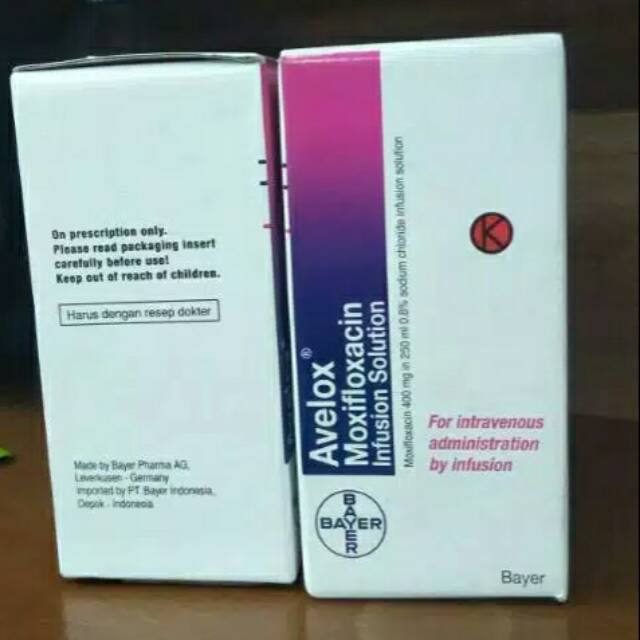 On prescription only.
Please read packaging insert
carefully before use!
Keep out of reach of children.
Harus dengan resep dokter
Made by Bayer Pharma AG,
Leverkusen - Germany
Imported by PT Bayer Indonesia,
Depok - Indonesia
Avelox®
Moxifloxacin
Infusion Solution
Moxifloxacin 400 mg in 250 ml 0.8% sodium chloride infusion solution
K
For intravenous
administration
by infusion
BAYER
BAYER
Bayer